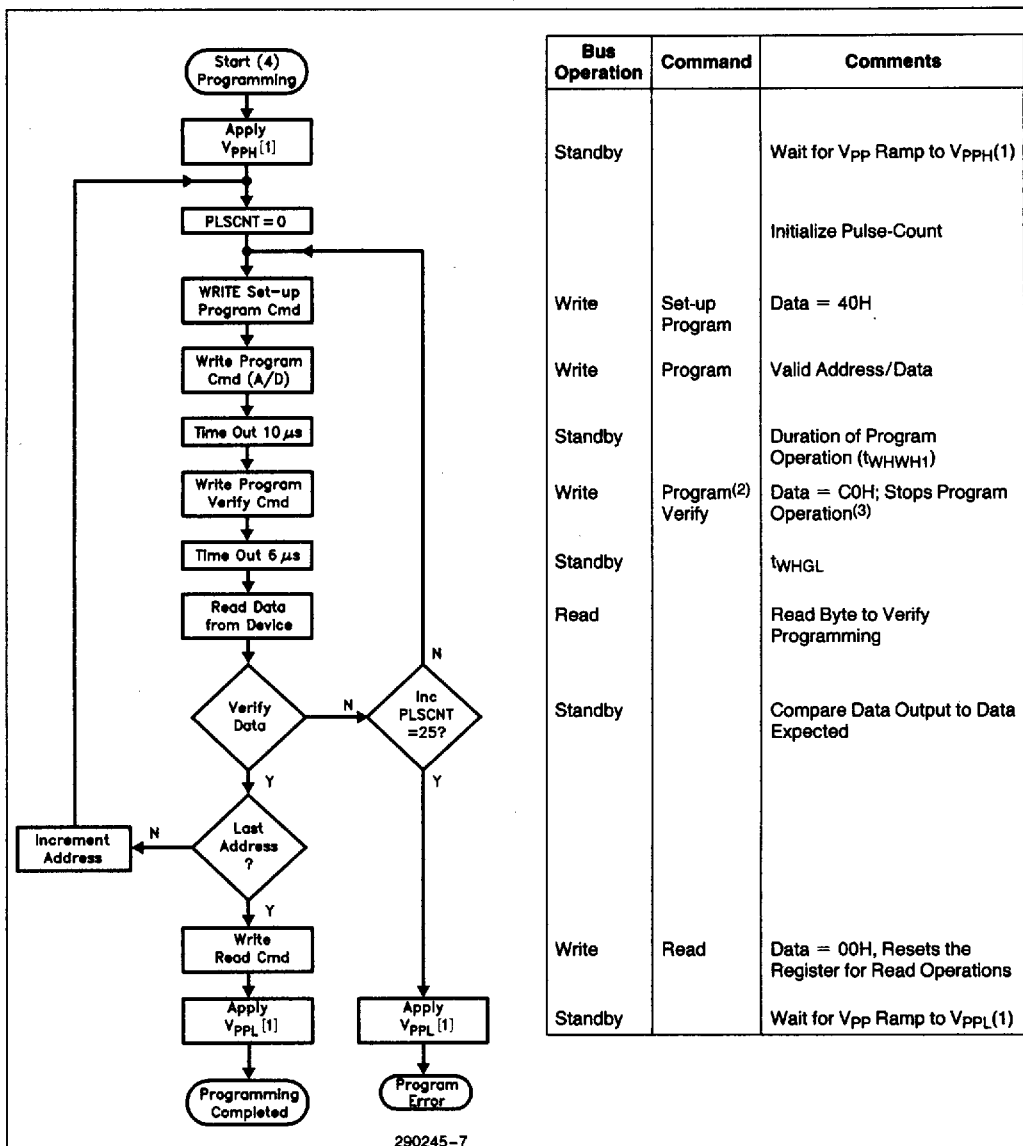 Start (4)
Programming
Apply
VPPH[1]
PLSCNT = 0
WRITE Set-up
Program Cmd
Write Program
Cmd (A/D)
Time Out 10 μs
Write Program
Verify Cmd
Time Out 6 μs
Read Data
from Device
Verify
Data
N
Inc
PLSCNT
=25?
N
Y
Y
Last
Address
?
N
Increment
Address
Y
Write
Read Cmd
Apply
VPPL[1]
Programming
Completed
Apply
VPPL[1]
Program
Error
290245-7
Bus
Operation
Command
Comments
Standby
Wait for VPP Ramp to VPPH(1)
Initialize Pulse-Count
Write
Set-up
Program
Data = 40H
Write
Program
Valid Address/Data
Standby
Duration of Program
Operation (tWHWH1)
Write
Program(2)
Verify
Data = C0H; Stops Program
Operation(3)
Standby
tWHGL
Read
Read Byte to Verify
Programming
Standby
Compare Data Output to Data
Expected
Write
Read
Data = 00H, Resets the
Register for Read Operations
Standby
Wait for VPP Ramp to VPPL(1)